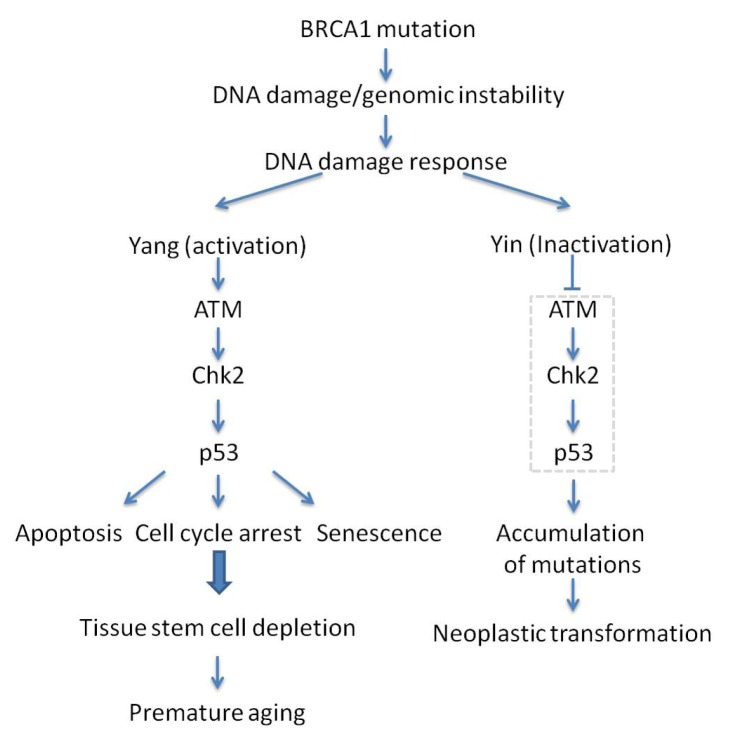 BRCA1 mutation
DNA damage/genomic instability
DNA damage response
Yang (activation)
ATM
Chk2
p53
Apoptosis Cell cycle arrest Senescence
Tissue stem cell depletion
Premature aging
Yin (Inactivation)
ATM
Chk2
p53
Accumulation
of mutations
Neoplastic transformation